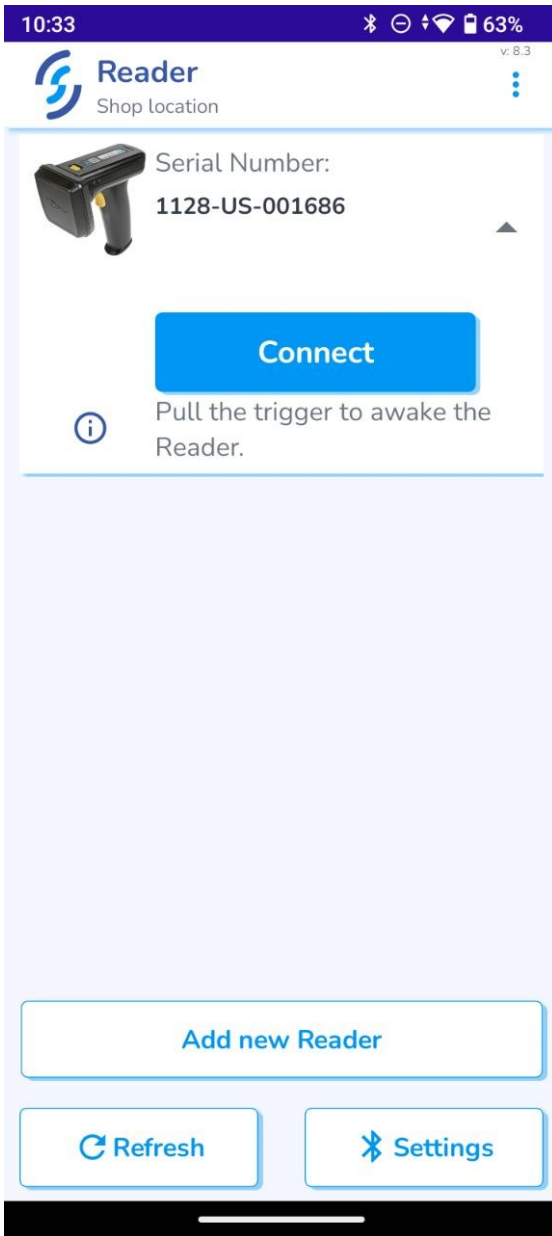 10:33
63%
v: 8.3
Reader
Shop location
Serial Number:
1128-US-001686
Connect
Pull the trigger to awake the
Reader.
Add new Reader
Refresh
Settings